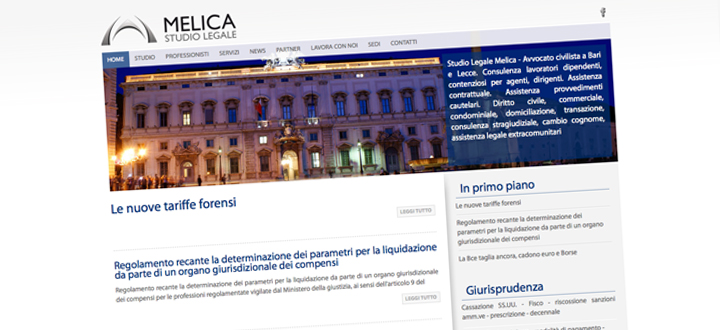 MELICA
STUDIO LEGALE
HOME STUDIO PROFESSIONISTI SERVIZI NEWS PARTNER LAVORA CON NOI SEDI CONTATTI
Studio Legale Melica - Avvocato civilista a Bari
e Lecce. Consulenza lavoratori dipendenti,
contenziosi per agenti, dirigenti. Assistenza
contrattuale. Assistenza provvedimenti
cautelari. Diritto civile, commerciale,
condominiale, domiciliazione, transazione,
consulenza stragiudiziale, cambio cognome,
assistenza legale extracomunitari
Le nuove tariffe forensi
LEGGI TUTTO
Regolamento recante la determinazione dei parametri per la liquidazione
da parte di un organo giurisdizionale dei compensi
Regolamento recante la determinazione dei parametri per la liquidazione da parte di un organo giurisdizionale
dei compensi per le professioni regolamentate vigilate dal Ministero della giustizia, ai sensi dell'articolo 9 del
LEGGI TUTTO
In primo piano
Le nuove tariffe forensi
Regolamento recante la determinazione dei
parametri per la liquidazione da parte di un organo
giurisdizionale dei compensi
La Bce taglia ancora, cadono euro e Borse
Giurisprudenza
Cassazione SS.UU. - Fisco - riscossione sanzioni
amm.ve - prescrizione - decennale
modalità di pagamento -